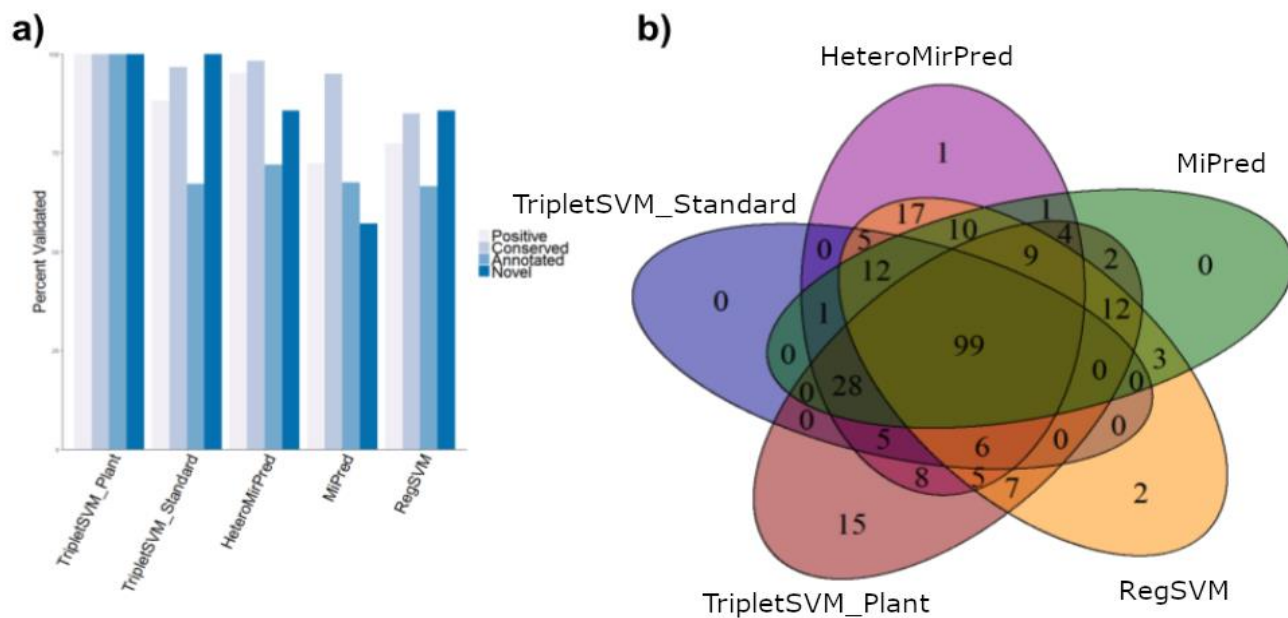 a)
Percent Validated
Positive
Conserved
Annotated
Novel
TripletSVM_Plant
TripletSVM_Standard
HeteroMirPred
MiPred
RegSVM
b)
HeteroMirPred
MiPred
TripletSVM_Standard
1
17
10
1
4
0
5
9
2
0
12
0
1
12
99
0
28
0
0
3
0
0
0
5
6
0
0
8
5
7
2
15
TripletSVM_Plant
RegSVM